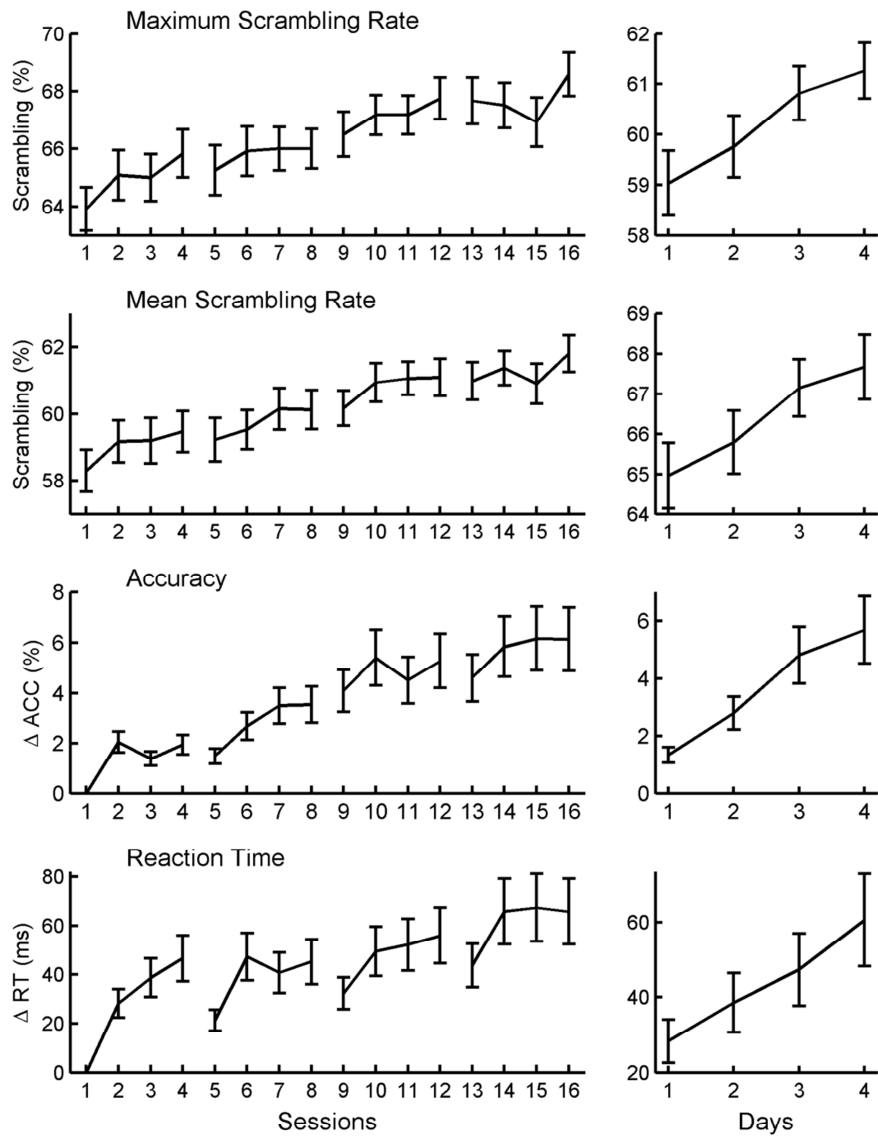 Maximum Scrambling Rate
Scrambling (%)
70
68
66
64
1 2 3 4 5 6 7 8 9 10 11 12 13 14 15 16
62
61
60
59
58
1 2 3 4
Mean Scrambling Rate
Scrambling (%)
62
60
58
1 2 3 4 5 6 7 8 9 10 11 12 13 14 15 16
69
68
67
66
65
64
1 2 3 4
Accuracy
Δ ACC (%)
8
6
4
2
0
1 2 3 4 5 6 7 8 9 10 11 12 13 14 15 16
6
4
2
0
1 2 3 4
Reaction Time
Δ RT (ms)
80
60
40
20
0
1 2 3 4 5 6 7 8 9 10 11 12 13 14 15 16
Sessions
60
40
20
1 2 3 4
Days